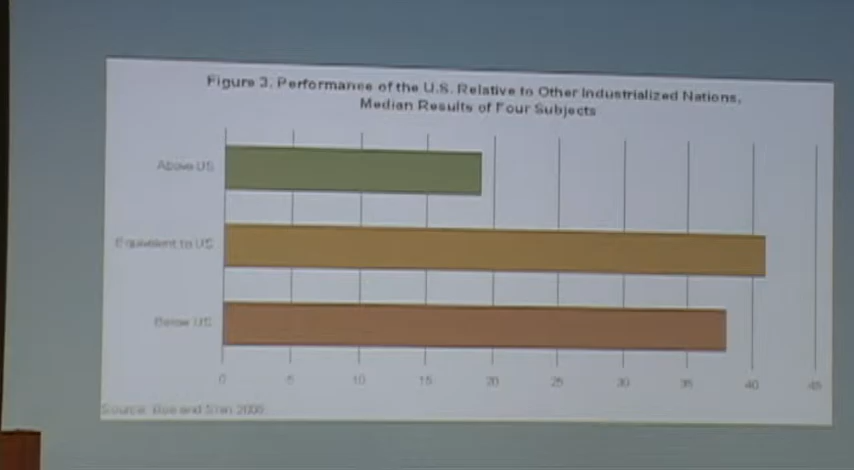 Figure 3. Performance of the U.S. Relative to Other Industrialized Nations,
Median Results of Four Subjects
Above US
Equivalent to US
Below US
0 5 10 15 20 25 30 35 40 45
Source: Boe and Shin 2005